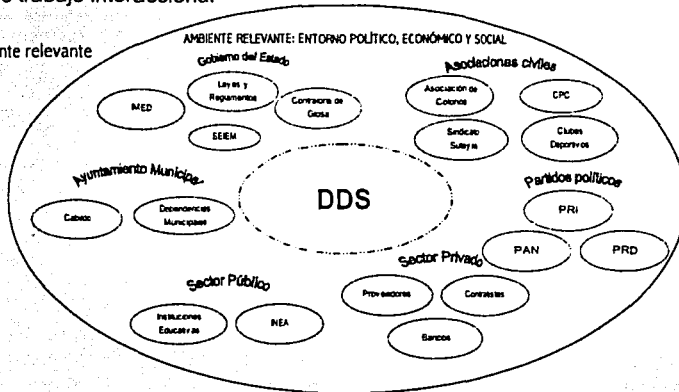 trabajo interaccional
nte relevante
AMBIENTE RELEVANTE: ENTORNO POLÍTICO, ECONÓMICO Y SOCIAL
Gobierno del Estado
IMED
Leyes y
Reglamentos
Contraloría de
Glosa
SEIEM
Asociaciones civiles
Asociación de
Colonos
CPC
Sindicato
Suteym
Clubes
Deportivos
Ayuntamiento Municipal
Cabildo
Dependencias
Municipales
DDS
Partidos políticos
PRI
PAN
PRD
Sector Público
Instituciones
Educativas
INEA
Sector Privado
Proveedores
Contratistas
Bancos